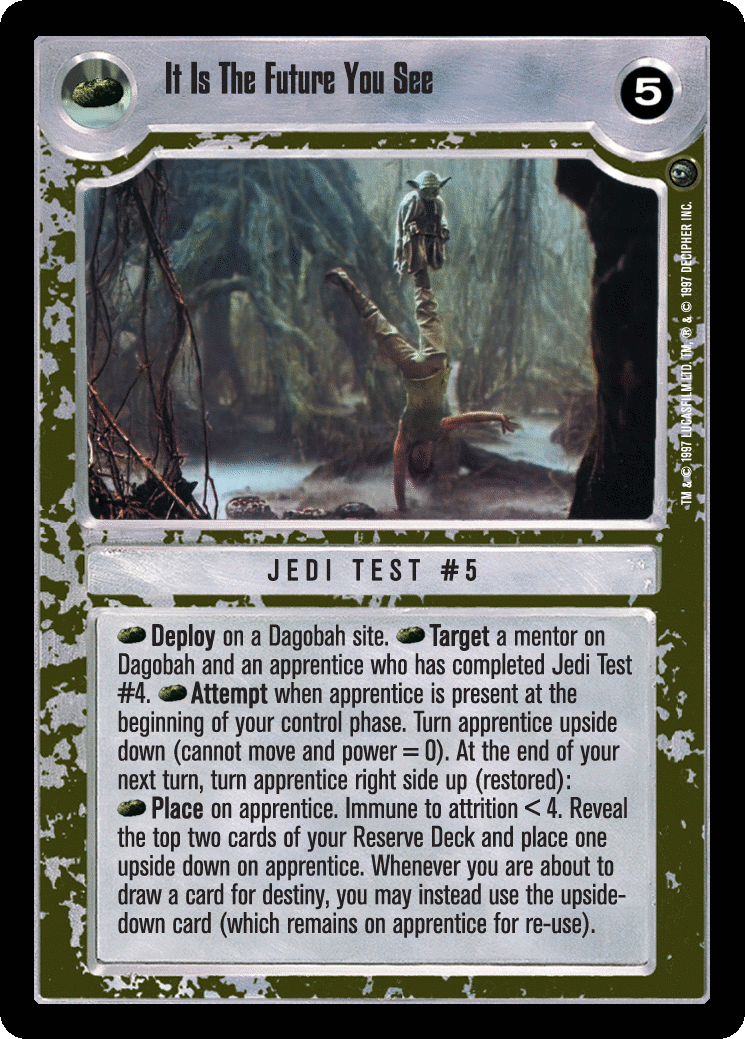 It Is The Future You See
5
TM & © 1997 LUCASFILM LTD. TM, ® & © 1997 DECIPHER INC.
JEDI TEST #5
Deploy on a Dagobah site. Target a mentor on
Dagobah and an apprentice who has completed Jedi Test
#4. Attempt when apprentice is present at the
beginning of your control phase. Turn apprentice upside
down (cannot move and power = 0). At the end of your
next turn, turn apprentice right side up (restored):
Place on apprentice. Immune to attrition < 4. Reveal
the top two cards of your Reserve Deck and place one
upside down on apprentice. Whenever you are about to
draw a card for destiny, you may instead use the upside-
down card (which remains on apprentice for re-use).